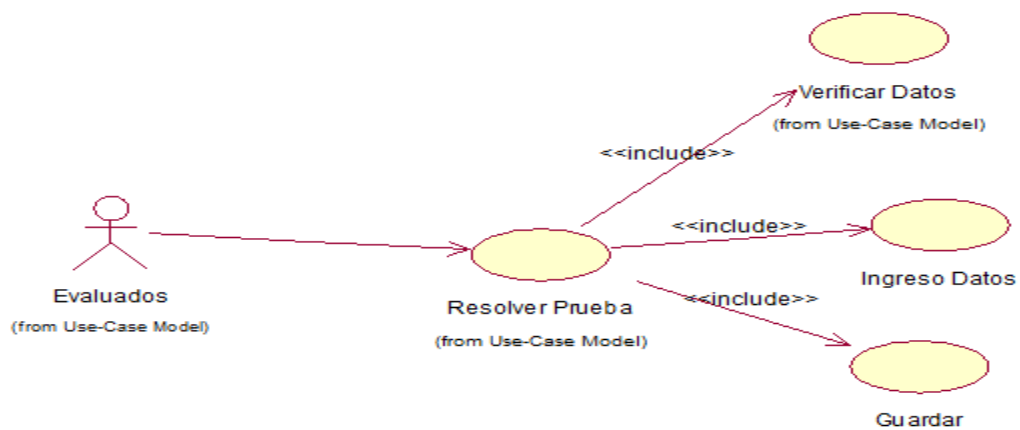 Verificar Datos
(from Use-Case Model)
<<include>>
<<include>>
Evaluados
(from Use-Case Model)
Resolver Prueba
(from Use-Case Model)
Ingreso Datos
<<include>>
Guardar